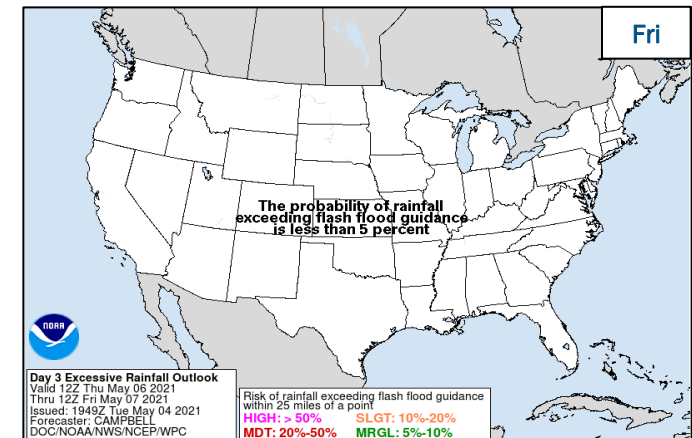 Fri
The probability of rainfall
exceeding flash flood guidance
is less than 5 percent
NOAA
Day 3 Excessive Rainfall Outlook
Valid 12Z Thu May 06 2021
Thru 12Z Fri May 07 2021
Issued: 1949Z Tue May 04 2021
Forecaster: CAMPBELL
DOC/NOAA/NWS/NCEP/WPC
Risk of rainfall exceeding flash flood guidance
within 25 miles of a point
HIGH: > 50% SLGT: 10%-20%
MDT: 20%-50% MRGL: 5%-10%